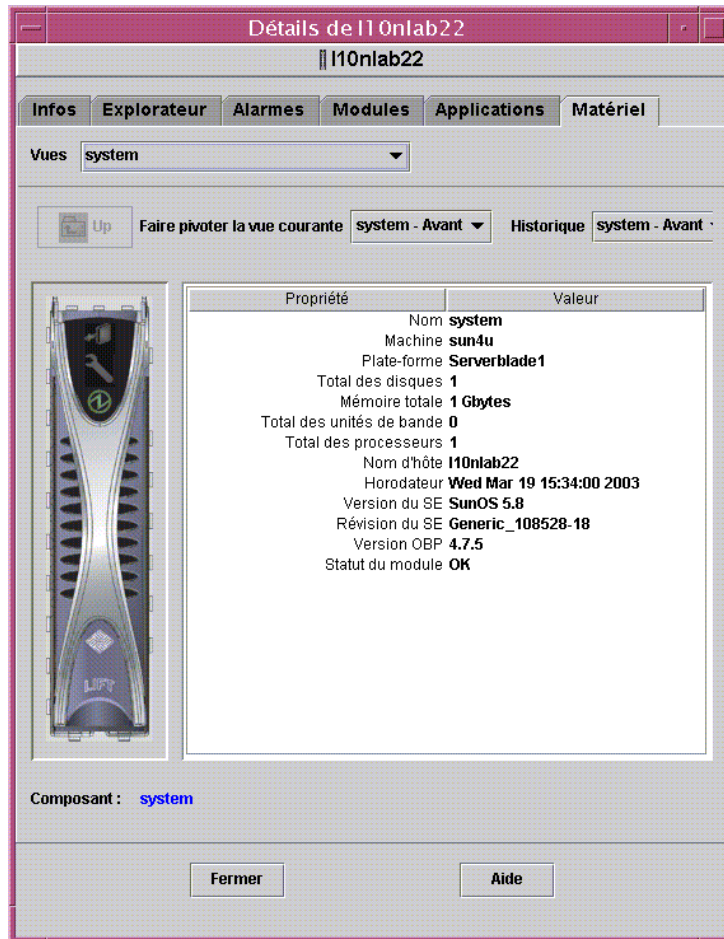 Détails de l10nlab22
l10nlab22
Infos Explorateur Alarmes Modules Applications Matériel
Vues system
Up Faire pivoter la vue courante system - Avant Historique system - Avant
Propriété Valeur
Nom system
Machine sun4u
Plate-forme Serverblade1
Total des disques 1
Mémoire totale 1 Gbytes
Total des unités de bande 0
Total des processeurs 1
Nom d'hôte l10nlab22
Horodateur Wed Mar 19 15:34:00 2003
Version du SE SunOS 5.8
Révision du SE Generic_108528-18
Version OBP 4.7.5
Statut du module OK
LIFT
Composant : system
Fermer Aide